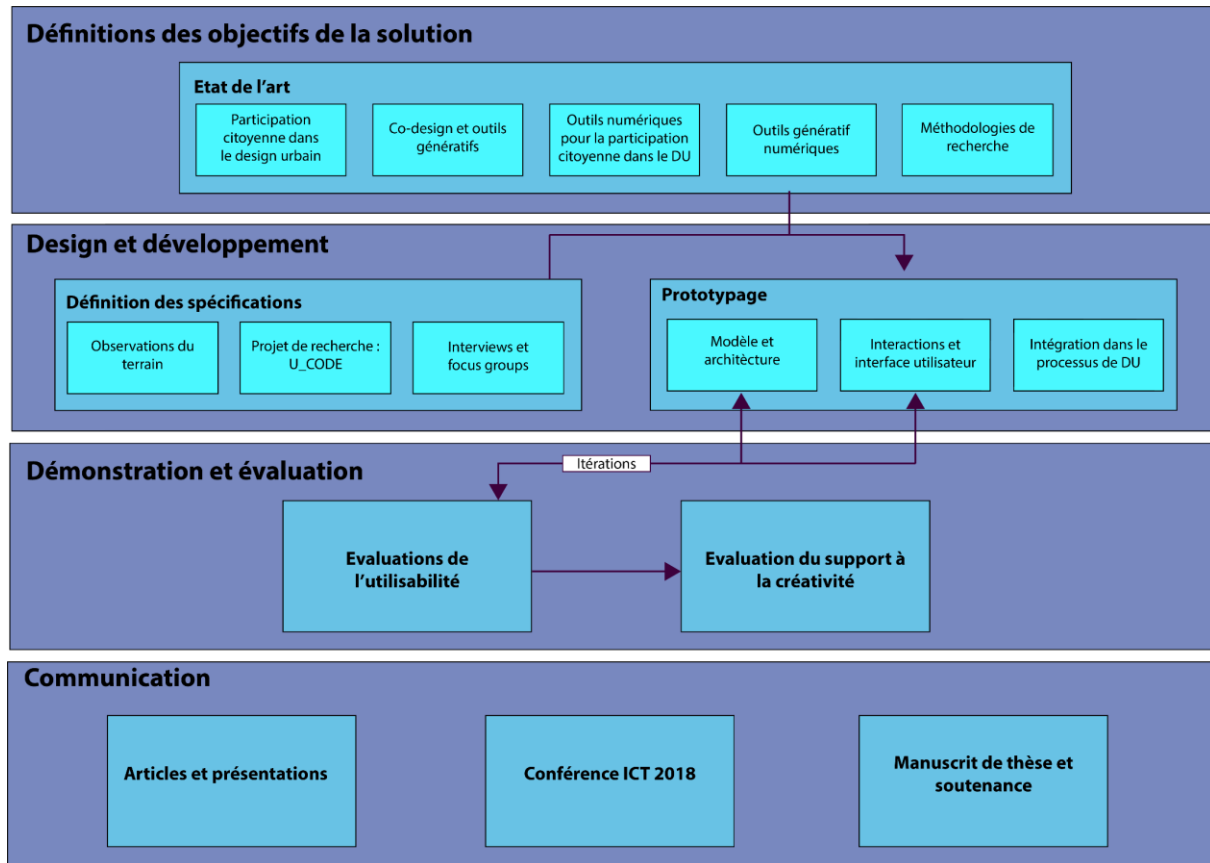 Définitions des objectifs de la solution
Etat de l'art
Participation
citoyenne dans
le design urbain
Co-design et outils
génératifs
Outils numériques
pour la participation
citoyenne dans le DU
Outils génératif
numériques
Méthodologies de
recherche
Design et développement
Définition des spécifications
Observations du
terrain
Projet de recherche :
U_CODE
Interviews et
focus groups
Prototypage
Modèle et
architècture
Interactions et
interface utilisateur
Intégration dans le
processus de DU
Démonstration et évaluation
Itérations
Evaluations de
l'utilisabilité
Evaluation du support à
la créativité
Communication
Articles et présentations
Conférence ICT 2018
Manuscrit de thèse et
soutenance